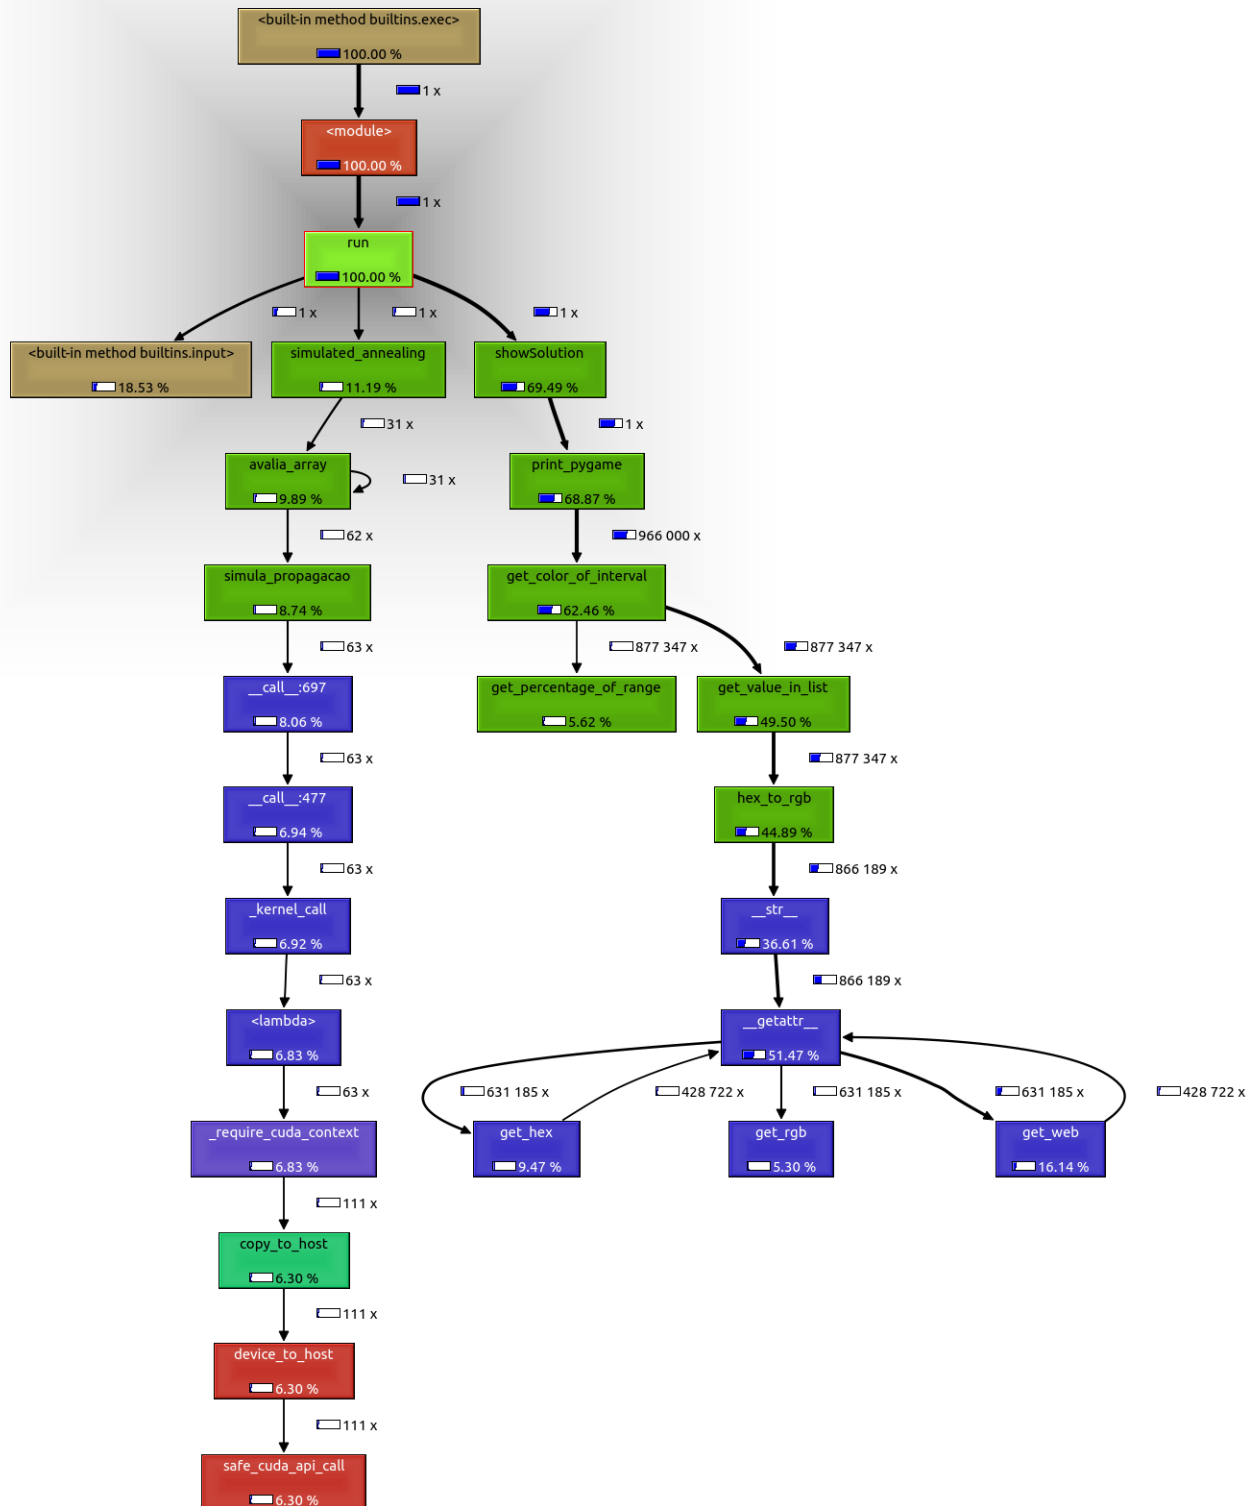 <built-in method builtins.exec>
100.00 %
1 x
<module>
100.00 %
1 x
run
100.00 %
1 x
1 x
1 x
<built-in method builtins.input>
18.53 %
simulated_annealing
11.19 %
showSolution
69.49 %
31 x
1 x
avalia_array
9.89 %
31 x
print_pygame
68.87 %
62 x
966 000 x
simula_propagacao
8.74 %
get_color_of_interval
62.46 %
63 x
877 347 x
877 347 x
__call__:697
8.06 %
get_percentage_of_range
5.62 %
get_value_in_list
49.50 %
63 x
877 347 x
__call__:477
6.94 %
hex_to_rgb
44.89 %
63 x
866 189 x
_kernel_call
6.92 %
__str__
36.61 %
63 x
866 189 x
<lambda>
6.83 %
__getattr__
51.47 %
63 x
631 185 x
428 722 x
631 185 x
631 185 x
428 722 x
_require_cuda_context
6.83 %
get_hex
9.47 %
get_rgb
5.30 %
get_web
16.14 %
111 x
copy_to_host
6.30 %
111 x
device_to_host
6.30 %
111 x
safe_cuda_api_call
6.30 %